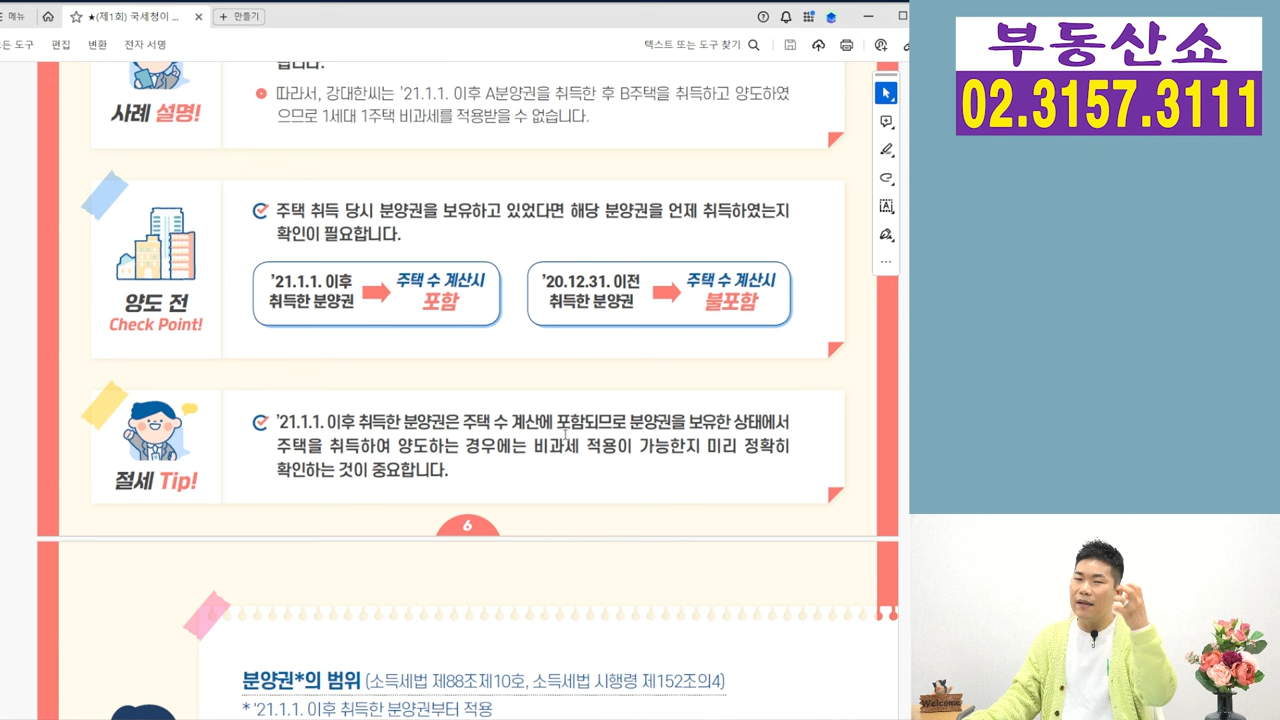 메뉴
★(제1회) 국세청이 ...
만들기
모든 도구
편집
변환
전자 서명
텍스트 또는 도구 찾기
부동산쇼
02.3157.3111
됩니다.
사례 설명!
따라서, 강대한씨는 ’21.1.1. 이후 A분양권을 취득한 후 B주택을 취득하고 양도하였
으므로 1세대 1주택 비과세를 적용받을 수 없습니다.
양도 전
Check Point!
주택 취득 당시 분양권을 보유하고 있었다면 해당 분양권을 언제 취득하였는지
확인이 필요합니다.
’21.1.1. 이후
취득한 분양권
주택 수 계산시
포함
’20.12.31. 이전
취득한 분양권
주택 수 계산시
불포함
절세 Tip!
’21.1.1. 이후 취득한 분양권은 주택 수 계산에 포함되므로 분양권을 보유한 상태에서
주택을 취득하여 양도하는 경우에는 비과세 적용이 가능한지 미리 정확히
확인하는 것이 중요합니다.
6
분양권*의 범위 (소득세법 제88조제10호, 소득세법 시행령 제152조의4)
* ’21.1.1. 이후 취득한 분양권부터 적용
Welcome